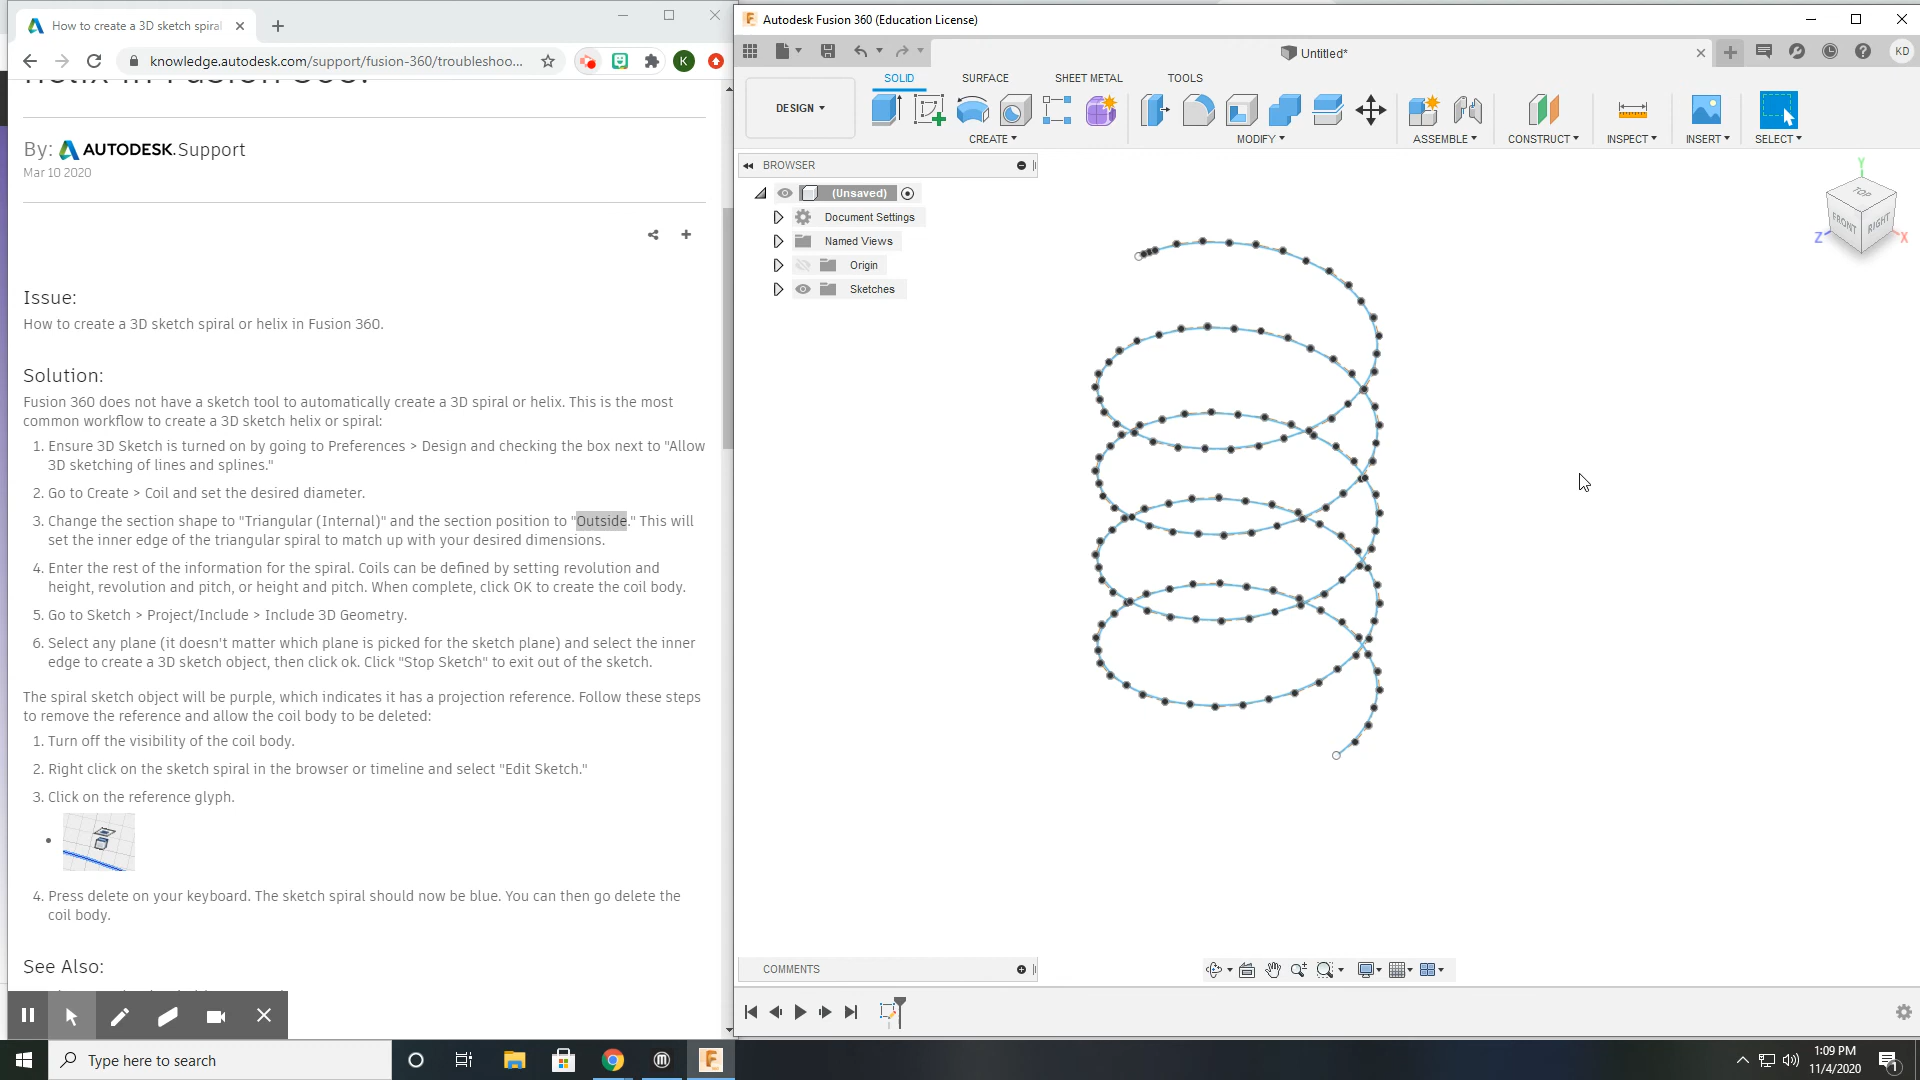 How to create a 3D sketch spiral
knowledge.autodesk.com/support/fusion-360/troubleshoo...
K
By: AUTODESK. Support
Mar 10 2020
Issue:
How to create a 3D sketch spiral or helix in Fusion 360.
Solution:
Fusion 360 does not have a sketch tool to automatically create a 3D spiral or helix. This is the most
common workflow to create a 3D sketch helix or spiral:
1. Ensure 3D Sketch is turned on by going to Preferences > Design and checking the box next to "Allow
3D sketching of lines and splines."
2. Go to Create > Coil and set the desired diameter.
3. Change the section shape to "Triangular (Internal)" and the section position to "Outside." This will
set the inner edge of the triangular spiral to match up with your desired dimensions.
4. Enter the rest of the information for the spiral. Coils can be defined by setting revolution and
height, revolution and pitch, or height and pitch. When complete, click OK to create the coil body.
5. Go to Sketch > Project/Include > Include 3D Geometry.
6. Select any plane (it doesn't matter which plane is picked for the sketch plane) and select the inner
edge to create a 3D sketch object, then click ok. Click "Stop Sketch" to exit out of the sketch.
The spiral sketch object will be purple, which indicates it has a projection reference. Follow these steps
to remove the reference and allow the coil body to be deleted:
1. Turn off the visibility of the coil body.
2. Right click on the sketch spiral in the browser or timeline and select "Edit Sketch."
3. Click on the reference glyph.
4. Press delete on your keyboard. The sketch spiral should now be blue. You can then go delete the
coil body.
See Also:
Type here to search
Autodesk Fusion 360 (Education License)
Untitled*
KD
DESIGN
SOLID
SURFACE
SHEET METAL
TOOLS
CREATE
MODIFY
ASSEMBLE
CONSTRUCT
INSPECT
INSERT
SELECT
BROWSER
(Unsaved)
Document Settings
Named Views
Origin
Sketches
Y
TOP
FRONT
RIGHT
Z
X
COMMENTS
1:09 PM
11/4/2020
1